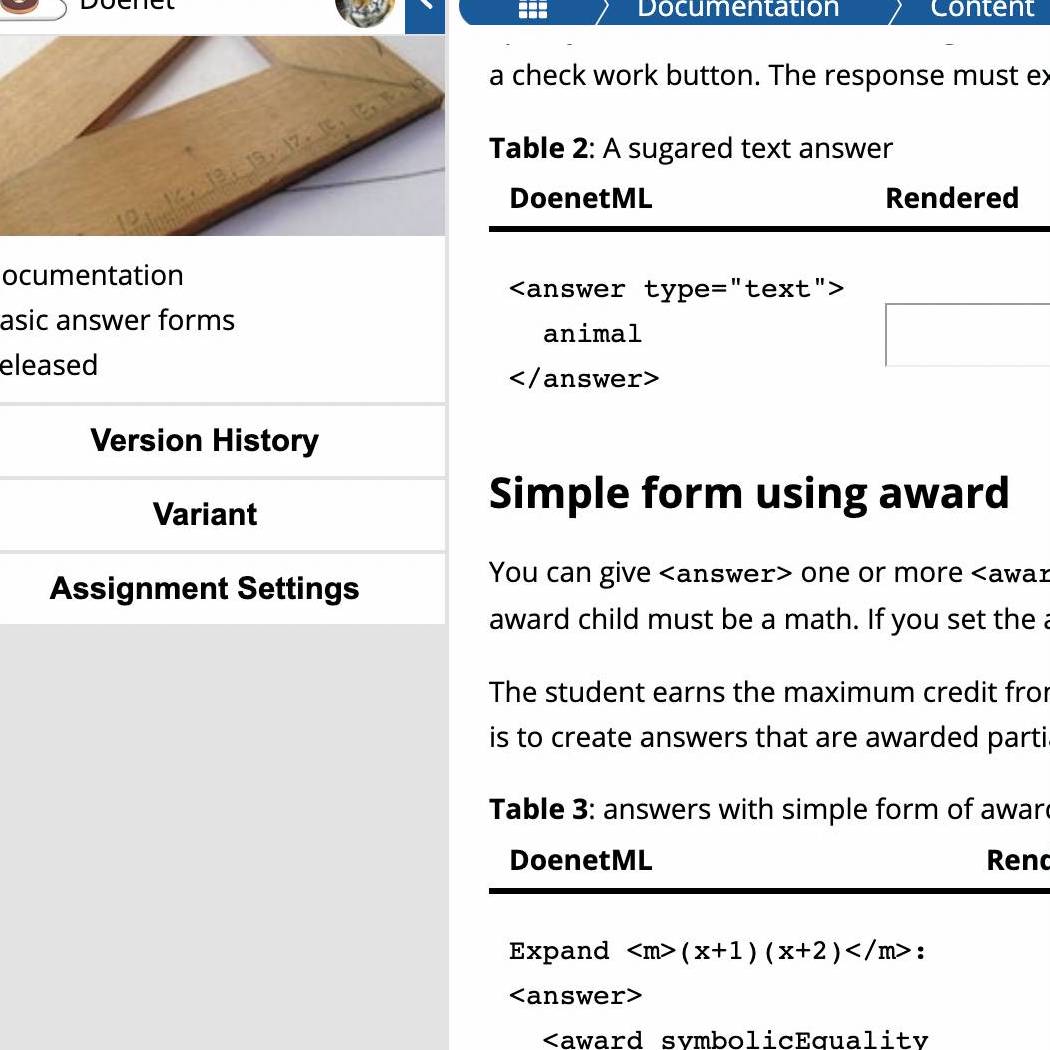 Doenet
Documentation
Content
a check work button. The response must ex
Table 2: A sugared text answer
DoenetML Rendered
<answer type="text">
animal
</answer>
ocumentation
asic answer forms
eleased
Version History
Variant
Assignment Settings
Simple form using award
You can give <answer> one or more <awar
award child must be a math. If you set the a
The student earns the maximum credit from
is to create answers that are awarded partia
Table 3: answers with simple form of award
DoenetML Rend
Expand <m>(x+1)(x+2)</m>:
<answer>
<award symbolicEquality